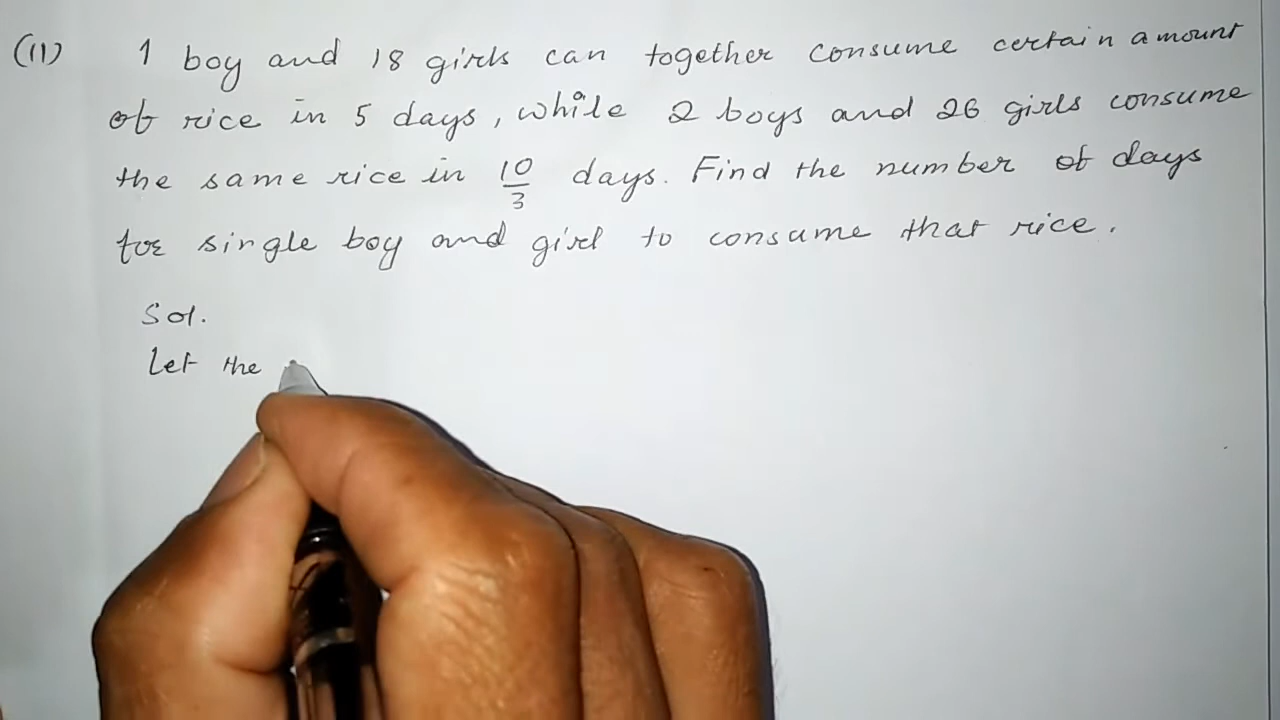 (11) 1 boy and 18 girls can together consume certain amount
of rice in 5 days, while 2 boys and 26 girls consume
the same rice in 10/3 days. Find the number of days
for single boy and girl to consume that rice.
Sol.
Let the